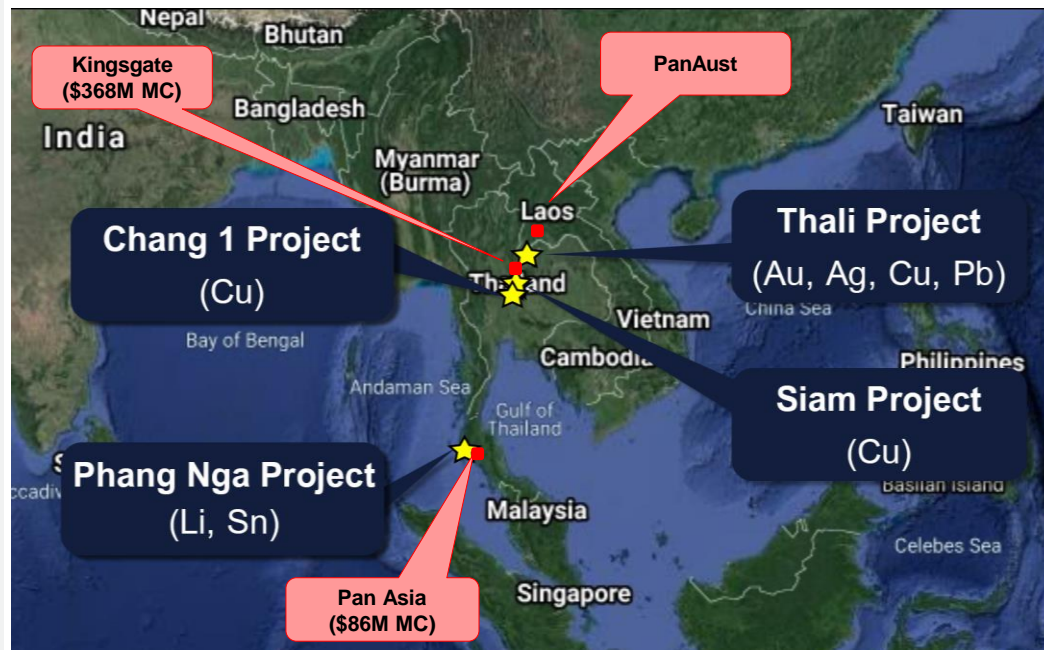 Nepal
Bhutan
Kingsgate
($368M MC)
PanAust
Bangladesh
Taiwan
India
Myanmar
(Burma)
Laos
Chang 1 Project
(Cu)
Thali Project
(Au, Ag, Cu, Pb)
Vietnam
China Sea
Bay of Bengal
Cambodia
Philippines
Andaman Sea
Gulf of
Thailand
Siam Project
(Cu)
Phang Nga Project
(Li, Sn)
Basilan Island
Malaysia
Celebes Sea
Pan Asia
($86M MC)
Singapore